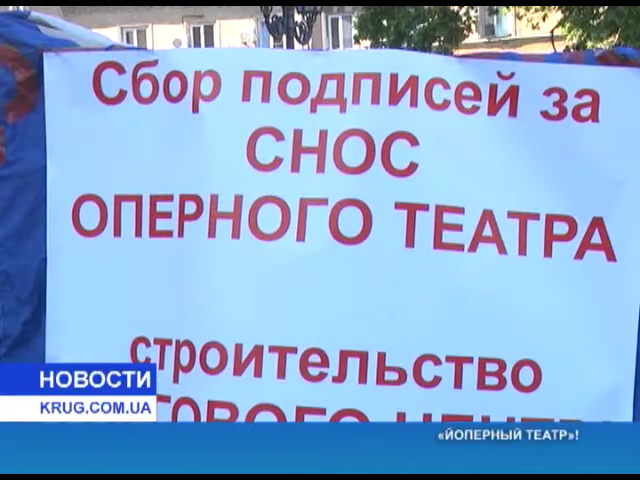 Сбор подписей за
СНОС
ОПЕРНОГО ТЕАТРА
строительство
НОВОСТИ
KRUG.COM.UA
«ЙОПЕРНЫЙ ТЕАТР»!